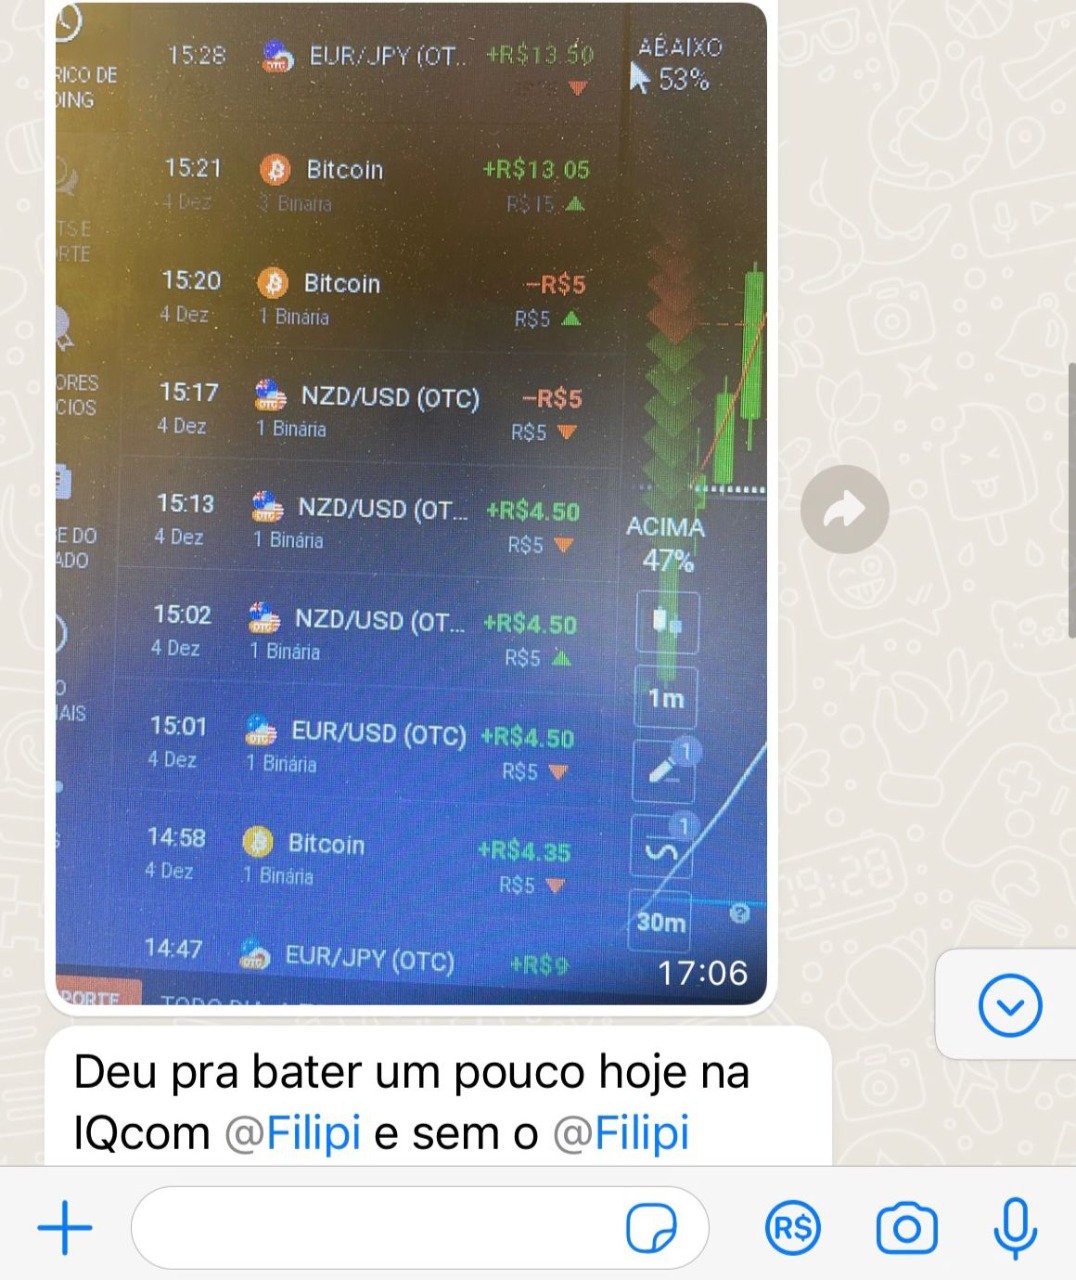 RICO DE
DING
15:28 EUR/JPY (OT.. +R$13.50
ABAIXO
53%
15:21 Bitcoin +R$13.05
4 Dez 3 Binária R$15
TS E
RTE
15:20 Bitcoin –R$5
4 Dez 1 Binária R$5
ORES
CIOS
15:17 NZD/USD (OTC) –R$5
4 Dez 1 Binária R$5
15:13 NZD/USD (OT... +R$4.50
4 Dez 1 Binária R$5
E DO
ADO
ACIMA
47%
15:02 NZD/USD (OT... +R$4.50
4 Dez 1 Binária R$5
O
IAIS
1m
15:01 EUR/USD (OTC) +R$4.50
4 Dez 1 Binária R$5
1
14:58 Bitcoin +R$4.35
4 Dez 1 Binária R$5
1
30m
14:47 EUR/JPY (OTC) +R$9
17:06
PORTE
Deu pra bater um pouco hoje na
IQcom @Filipi e sem o @Filipi
R$